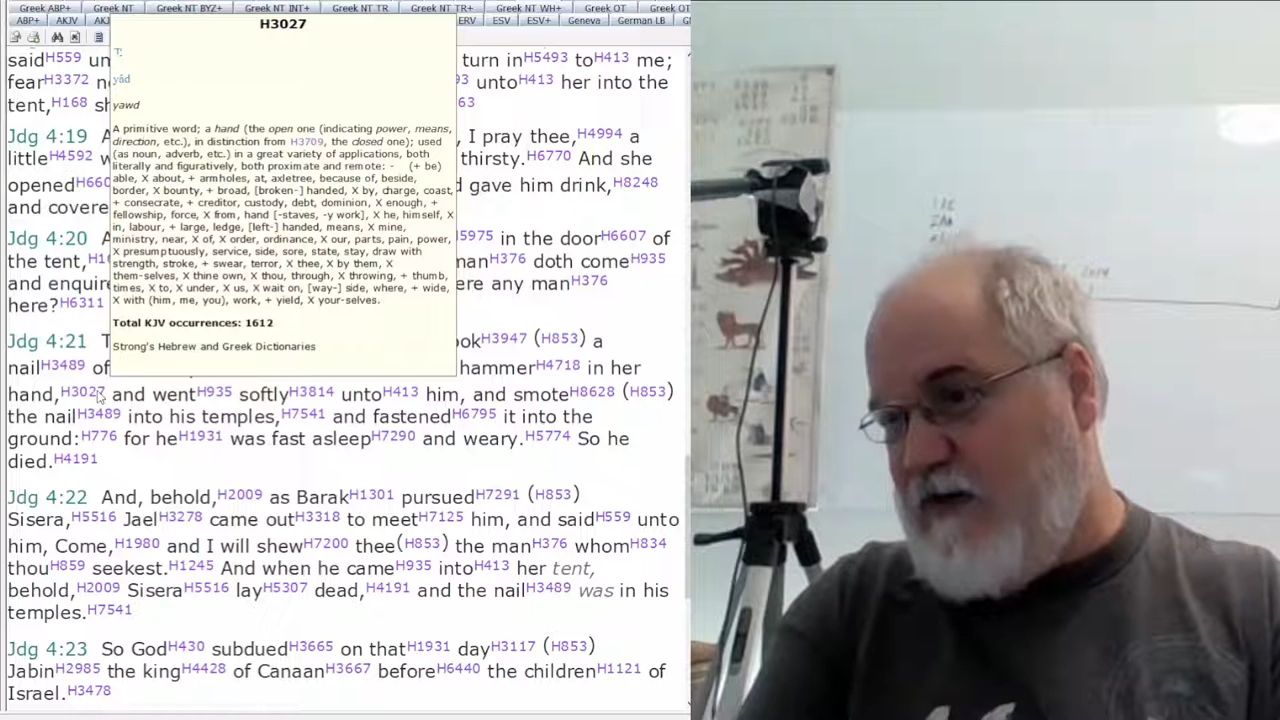 Greek ABP+ Greek NT Greek NT BYZ+ Greek NT INT+ Greek NT TR Greek NT TR+ Greek NT WH+ Greek OT Greek OT
ABP+ AKJV ERV ESV ESV+ Geneva German LB
H3027
יד
yâd
yawd
A primitive word; a hand (the open one (indicating power, means,
direction, etc.), in distinction from H3709, the closed one); used
(as noun, adverb, etc.) in a great variety of applications, both
literally and figuratively, both proximate and remote: - (+ be)
able, X about, + armholes, at, axletree, because of, beside,
border, X bounty, + broad, [broken-] handed, X by, charge, coast,
+ consecrate, + creditor, custody, debt, dominion, X enough, +
fellowship, force, X from, hand [-staves, -y work], X he, himself, X
in, labour, + large, ledge, [left-] handed, means, X mine,
ministry, near, X of, X order, ordinance, X our, parts, pain, power,
X presumptuously, service, side, sore, state, stay, draw with
strength, stroke, + swear, terror, X thee, X by them, X
them-selves, X thine own, X thou, through, X throwing, + thumb,
times, X to, X under, X us, X wait on, [way-] side, where, + wide,
X with (him, me, you), work, + yield, X your-selves.
Total KJV occurrences: 1612
Strong's Hebrew and Greek Dictionaries
said H559 un turn in H5493 to H413 me;
fear H3372 unto H413 her into the
tent, H168
Jdg 4:19 I pray thee, H4994 a
little H4592 thirsty. H6770 And she
opened gave him drink, H8248
and covere
Jdg 4:20 H5975 in the door H6607 of
the tent, man H376 doth come H935
and enquire any man H376
here? H6311
Jdg 4:21 H3947 (H853) a
nail H3489 of hammer H4718 in her
hand, H3027 and went H935 softly H3814 unto H413 him, and smote H8628 (H853)
the nail H3489 into his temples, H7541 and fastened H6795 it into the
ground: H776 for he H1931 was fast asleep H7290 and weary. H5774 So he
died. H4191
Jdg 4:22 And, behold, H2009 as Barak H1301 pursued H7291 (H853)
Sisera, H5516 Jael H3278 came out H3318 to meet H7125 him, and said H559 unto
him, Come, H1980 and I will shew H7200 thee (H853) the man H376 whom H834
thou H859 seekest. H1245 And when he came H935 into H413 her tent,
behold, H2009 Sisera H5516 lay H5307 dead, H4191 and the nail H3489 was in his
temples. H7541
Jdg 4:23 So God H430 subdued H3665 on that H1931 day H3117 (H853)
Jabin H2985 the king H4428 of Canaan H3667 before H6440 the children H1121 of
Israel. H3478